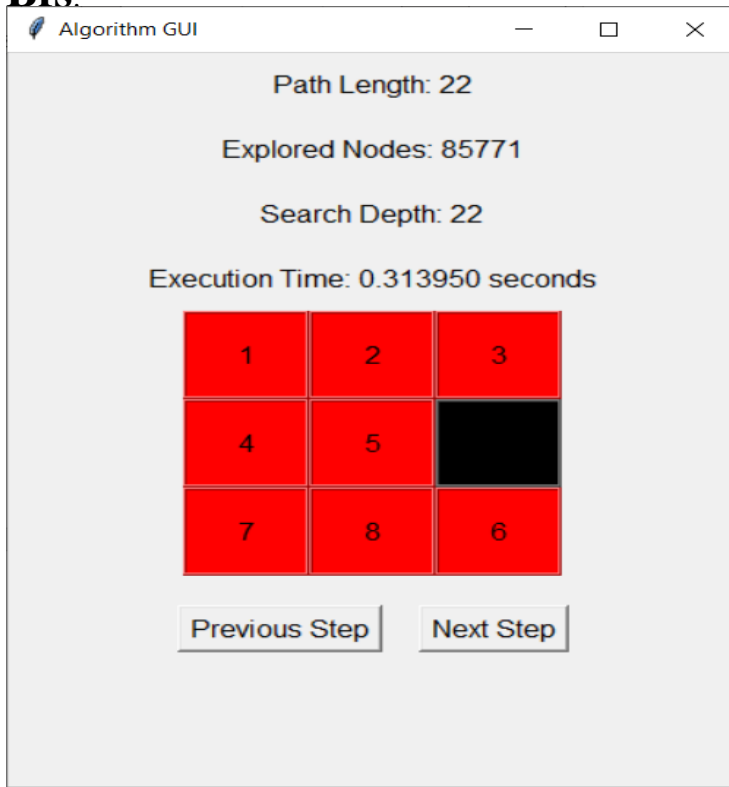 Algorithm GUI
Path Length: 22
Explored Nodes: 85771
Search Depth: 22
Execution Time: 0.313950 seconds
1 2 3
4 5
7 8 6
Previous Step Next Step